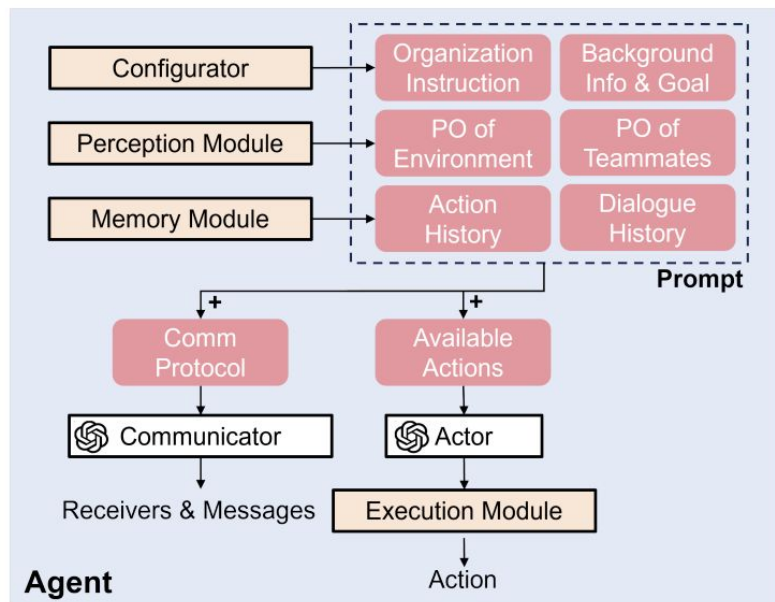 Configurator
Organization
Instruction
Background
Info & Goal
Perception Module
PO of
Environment
PO of
Teammates
Memory Module
Action
History
Dialogue
History
Prompt
+
+
Comm
Protocol
Available
Actions
Communicator
Actor
Receivers & Messages
Execution Module
Agent
Action